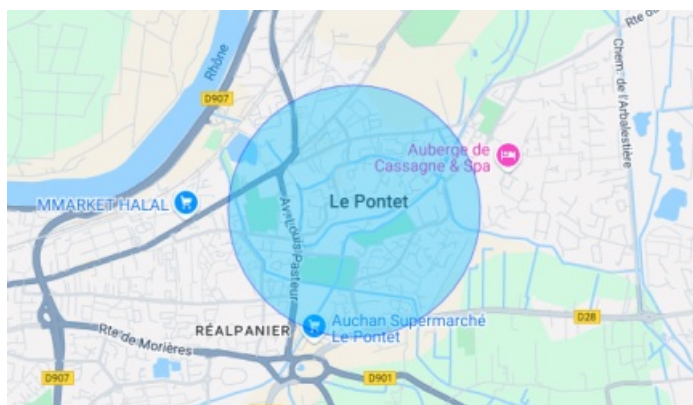 Rte de
Chem. de l'Arbalestière
Rhône
D907
Auberge de
Cassagne & Spa
MMARKET HALAL
Le Pontet
Av. Louis Pasteur
Auchan Supermarché
Le Pontet
D28
RÉALPANIER
Rte de Morières
D907
D901